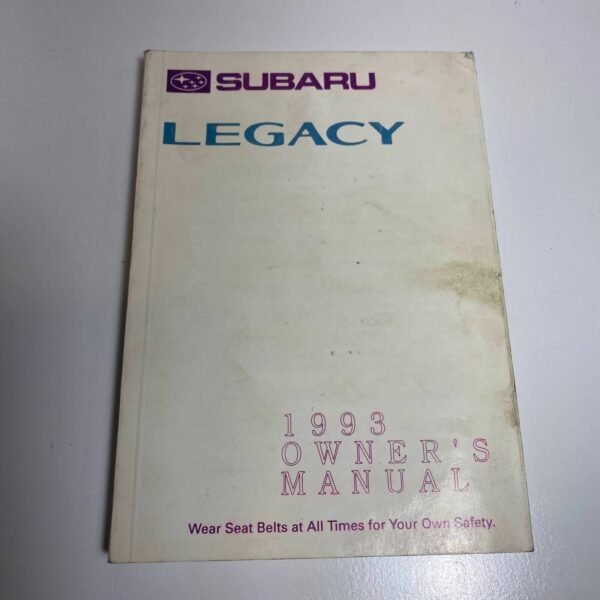 SUBARU
LEGACY
1993
OWNER'S
MANUAL
Wear Seat Belts at All Times for Your Own Safety.